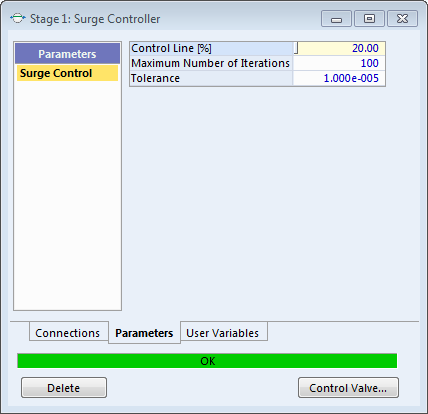 Stage 1: Surge Controller
Parameters
Surge Control
Control Line [%] 20.00
Maximum Number of Iterations 100
Tolerance 1.000e-005
Connections Parameters User Variables
OK
Delete Control Valve...